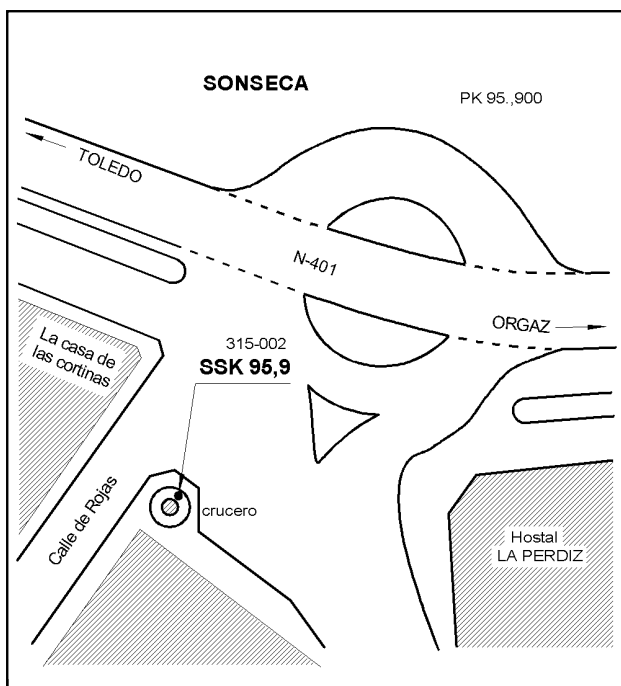 SONSECA
PK 95.,900
TOLEDO
N-401
ORGAZ
315-002
SSK 95,9
La casa de
las cortinas
Calle de Rojas
crucero
Hostal
LA PERDIZ